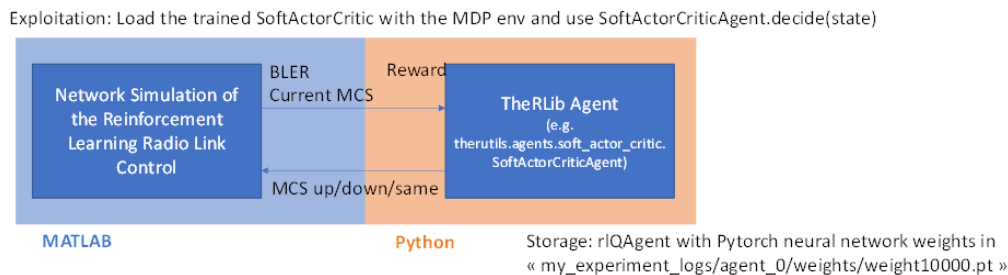 Exploitation: Load the trained SoftActorCritic with the MDP env and use SoftActorCriticAgent.decide(state)
Network Simulation of
the Reinforcement
Learning Radio Link
Control
BLER
Current MCS
Reward
TheRLib Agent
(e.g.
therutils.agents.soft_actor_critic.
SoftActorCriticAgent)
MCS up/down/same
MATLAB
Python
Storage: rlQAgent with Pytorch neural network weights in
« my_experiment_logs/agent_0/weights/weight10000.pt »